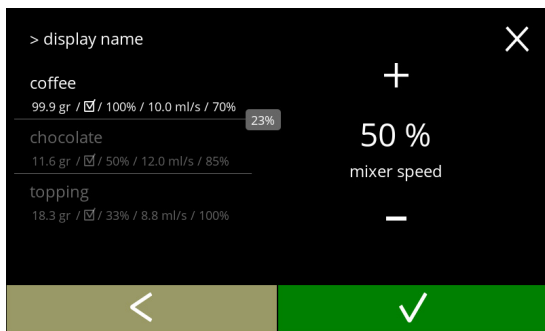 > display name
coffee
99.9 gr / ☑ / 100% / 10.0 ml/s / 70%
23%
chocolate
11.6 gr / ☑ / 50% / 12.0 ml/s / 85%
topping
18.3 gr / ☑ / 33% / 8.8 ml/s / 100%
50 %
mixer speed